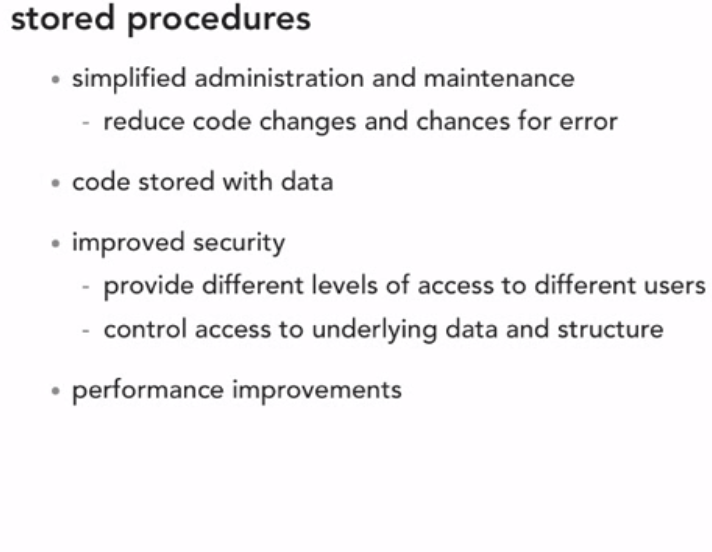 stored procedures
• simplified administration and maintenance
- reduce code changes and chances for error
• code stored with data
• improved security
- provide different levels of access to different users
- control access to underlying data and structure
• performance improvements